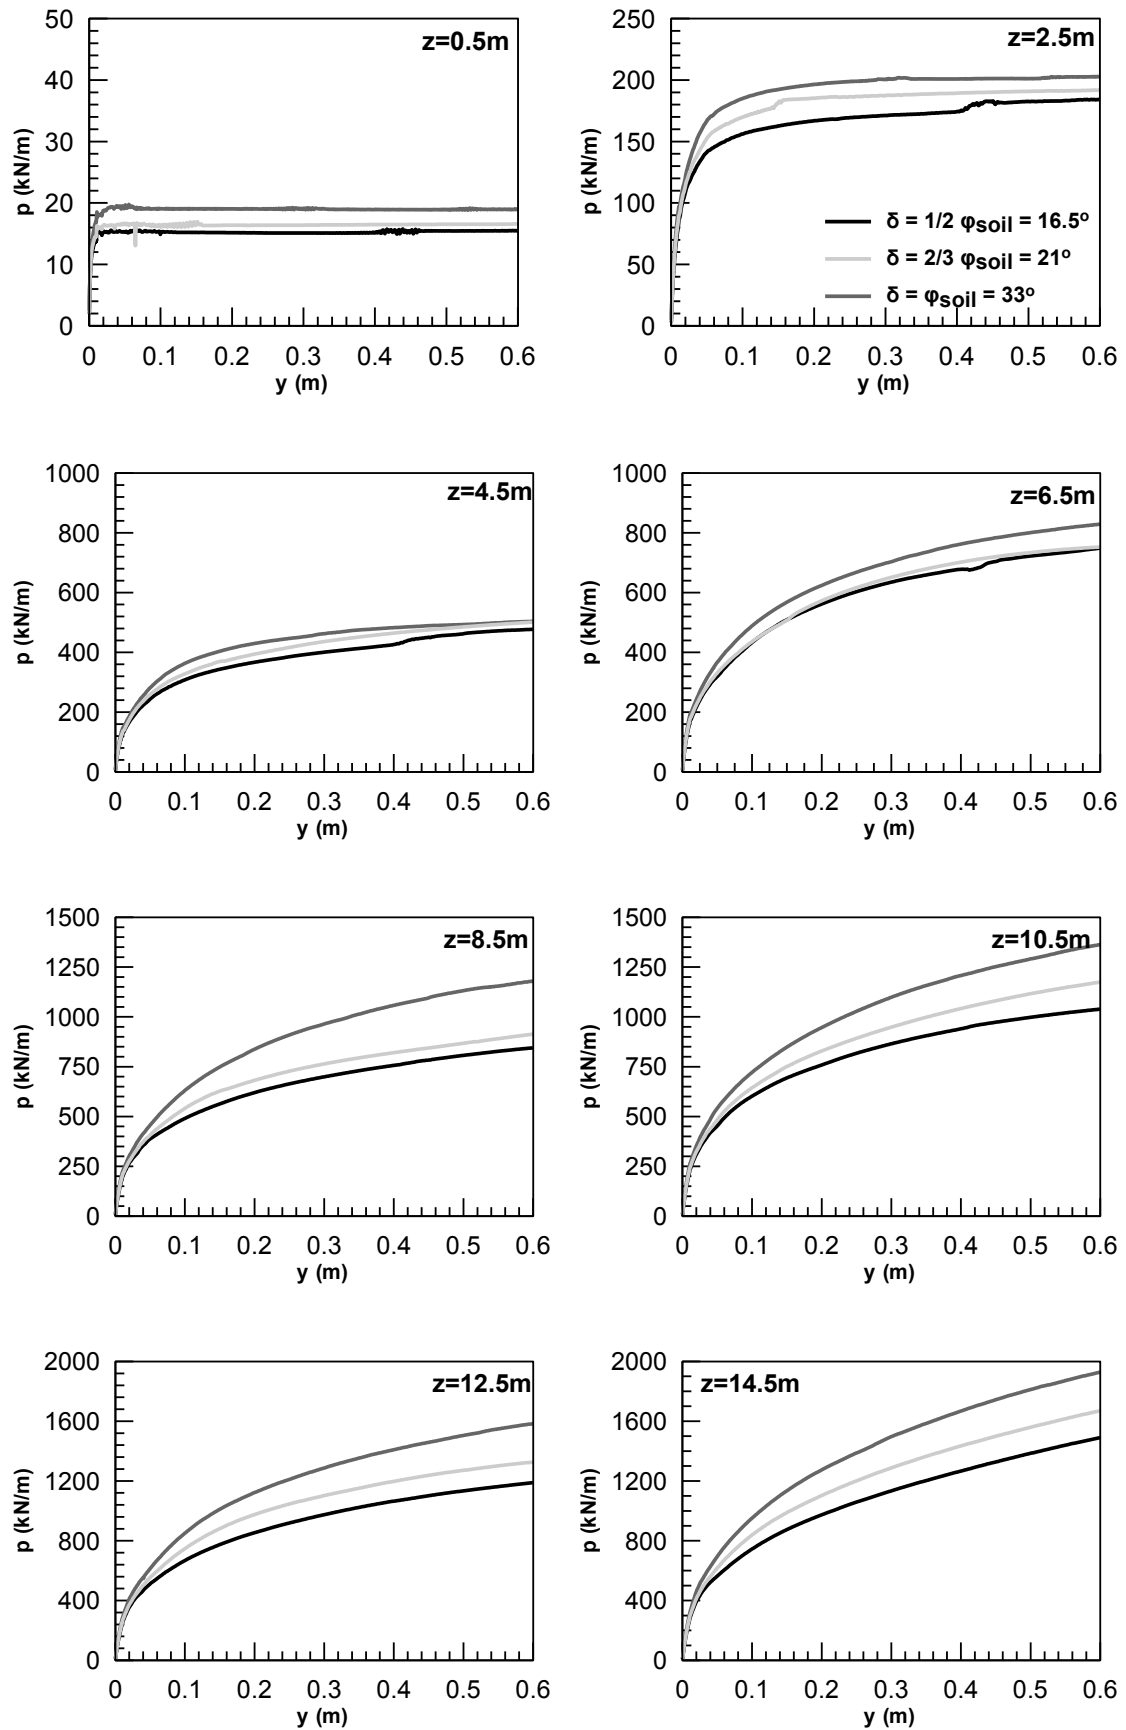 50
40
30
20
10
0
p (kN/m)
z=0.5m
0 0.1 0.2 0.3 0.4 0.5 0.6
y (m)
250
200
150
100
50
0
p (kN/m)
z=2.5m
δ = 1/2 φsoil = 16.5º
δ = 2/3 φsoil = 21º
δ = φsoil = 33º
0 0.1 0.2 0.3 0.4 0.5 0.6
y (m)
1000
800
600
400
200
0
p (kN/m)
z=4.5m
0 0.1 0.2 0.3 0.4 0.5 0.6
y (m)
1000
800
600
400
200
0
p (kN/m)
z=6.5m
0 0.1 0.2 0.3 0.4 0.5 0.6
y (m)
1500
1250
1000
750
500
250
0
p (kN/m)
z=8.5m
0 0.1 0.2 0.3 0.4 0.5 0.6
y (m)
1500
1250
1000
750
500
250
0
p (kN/m)
z=10.5m
0 0.1 0.2 0.3 0.4 0.5 0.6
y (m)
2000
1600
1200
800
400
0
p (kN/m)
z=12.5m
0 0.1 0.2 0.3 0.4 0.5 0.6
y (m)
2000
1600
1200
800
400
0
p (kN/m)
z=14.5m
0 0.1 0.2 0.3 0.4 0.5 0.6
y (m)